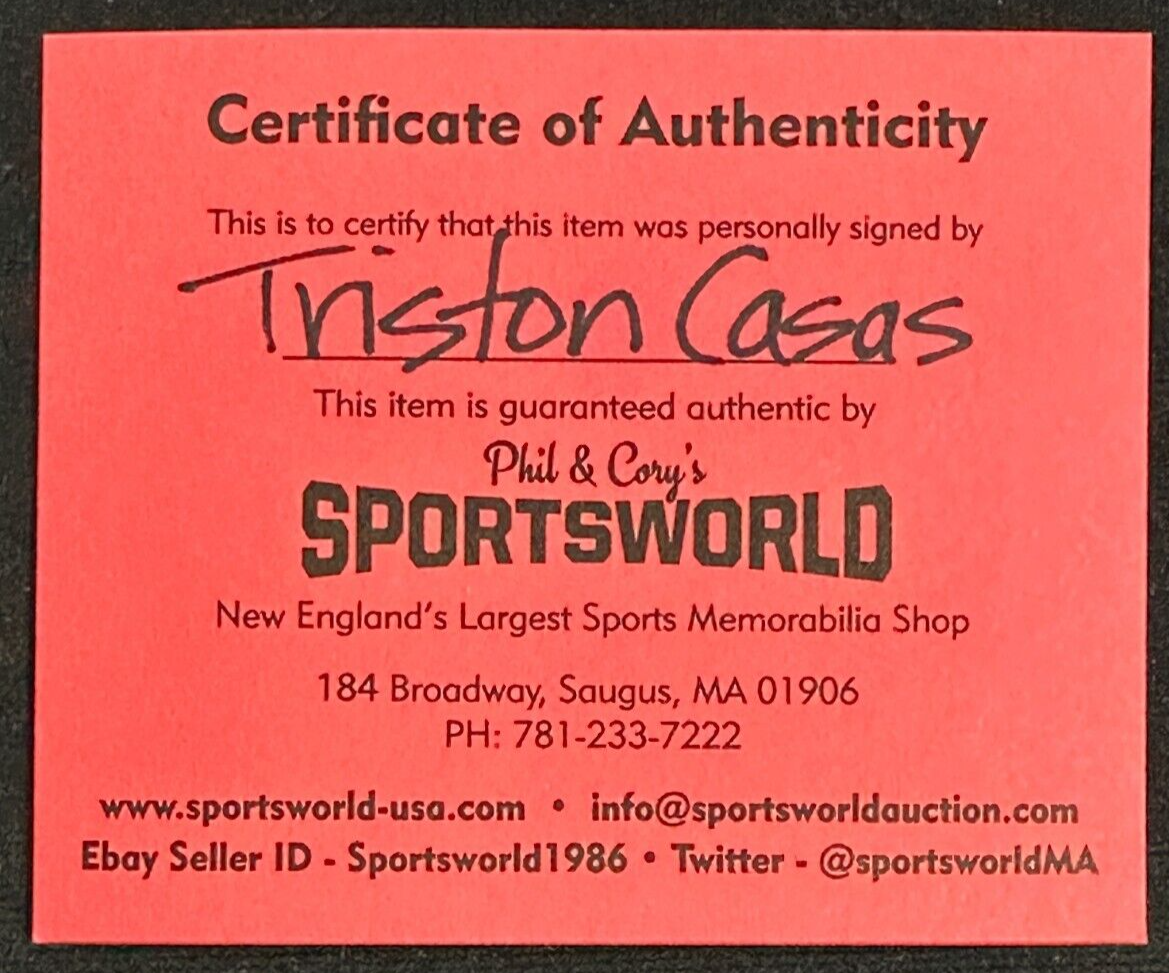 Certificate of Authenticity
This is to certify that this item was personally signed by
Triston Casas
This item is guaranteed authentic by
Phil & Cory's
SPORTSWORLD
New England's Largest Sports Memorabilia Shop
184 Broadway, Saugus, MA 01906
PH: 781-233-7222
www.sportsworld-usa.com • info@sportsworldauction.com
Ebay Seller ID - Sportsworld1986 • Twitter - @sportsworldMA